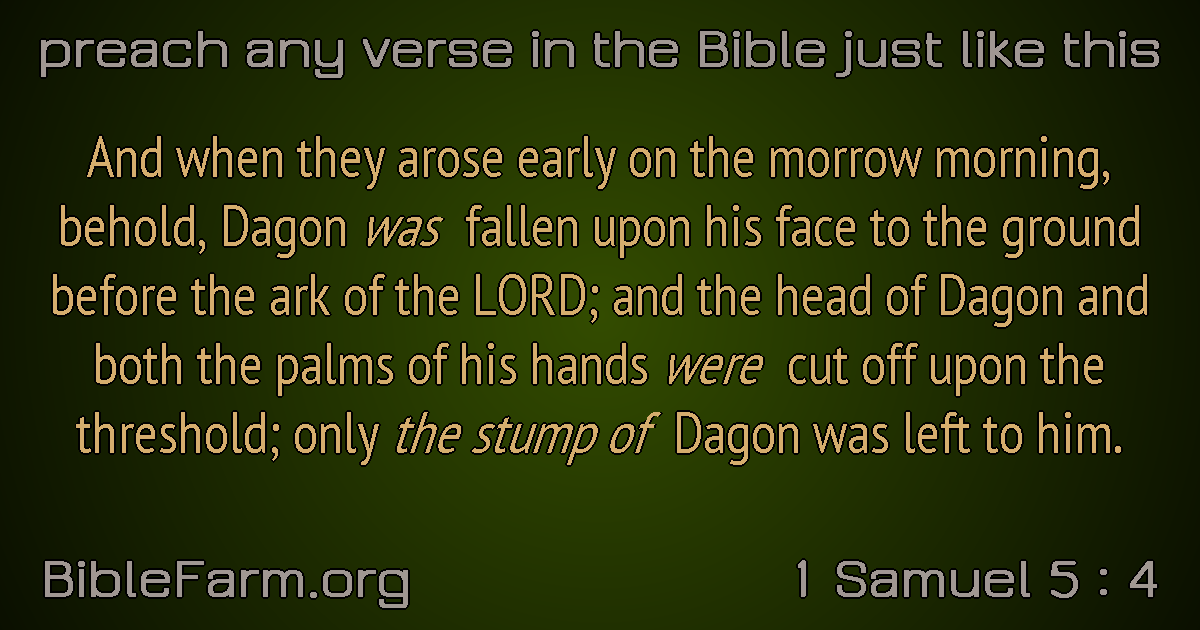 preach any verse in the Bible just like this
And when they arose early on the morrow morning,
behold, Dagon was fallen upon his face to the ground
before the ark of the LORD; and the head of Dagon and
both the palms of his hands were cut off upon the
threshold; only the stump of Dagon was left to him.
BibleFarm.org
1 Samuel 5 : 4